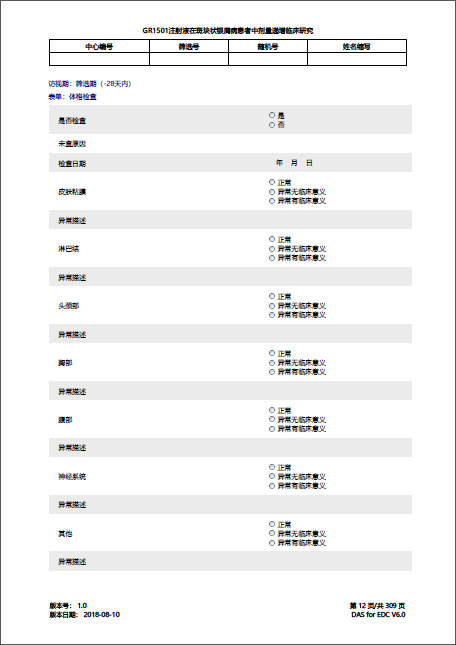 GR1501注射液在斑块状银屑病患者中剂量递增临床研究
中心编号 筛选号 随机号 姓名缩写
访视期：筛选期（-28天内）
表单：体格检查
是否检查
是
否
未查原因
检查日期 年 月 日
皮肤粘膜
正常
异常无临床意义
异常有临床意义
异常描述
淋巴结
正常
异常无临床意义
异常有临床意义
异常描述
头颈部
正常
异常无临床意义
异常有临床意义
异常描述
胸部
正常
异常无临床意义
异常有临床意义
异常描述
腹部
正常
异常无临床意义
异常有临床意义
异常描述
神经系统
正常
异常无临床意义
异常有临床意义
异常描述
其他
正常
异常无临床意义
异常有临床意义
异常描述
版本号： 1.0 第 12 页/共 309 页
版本日期： 2018-08-10 DAS for EDC V6.0